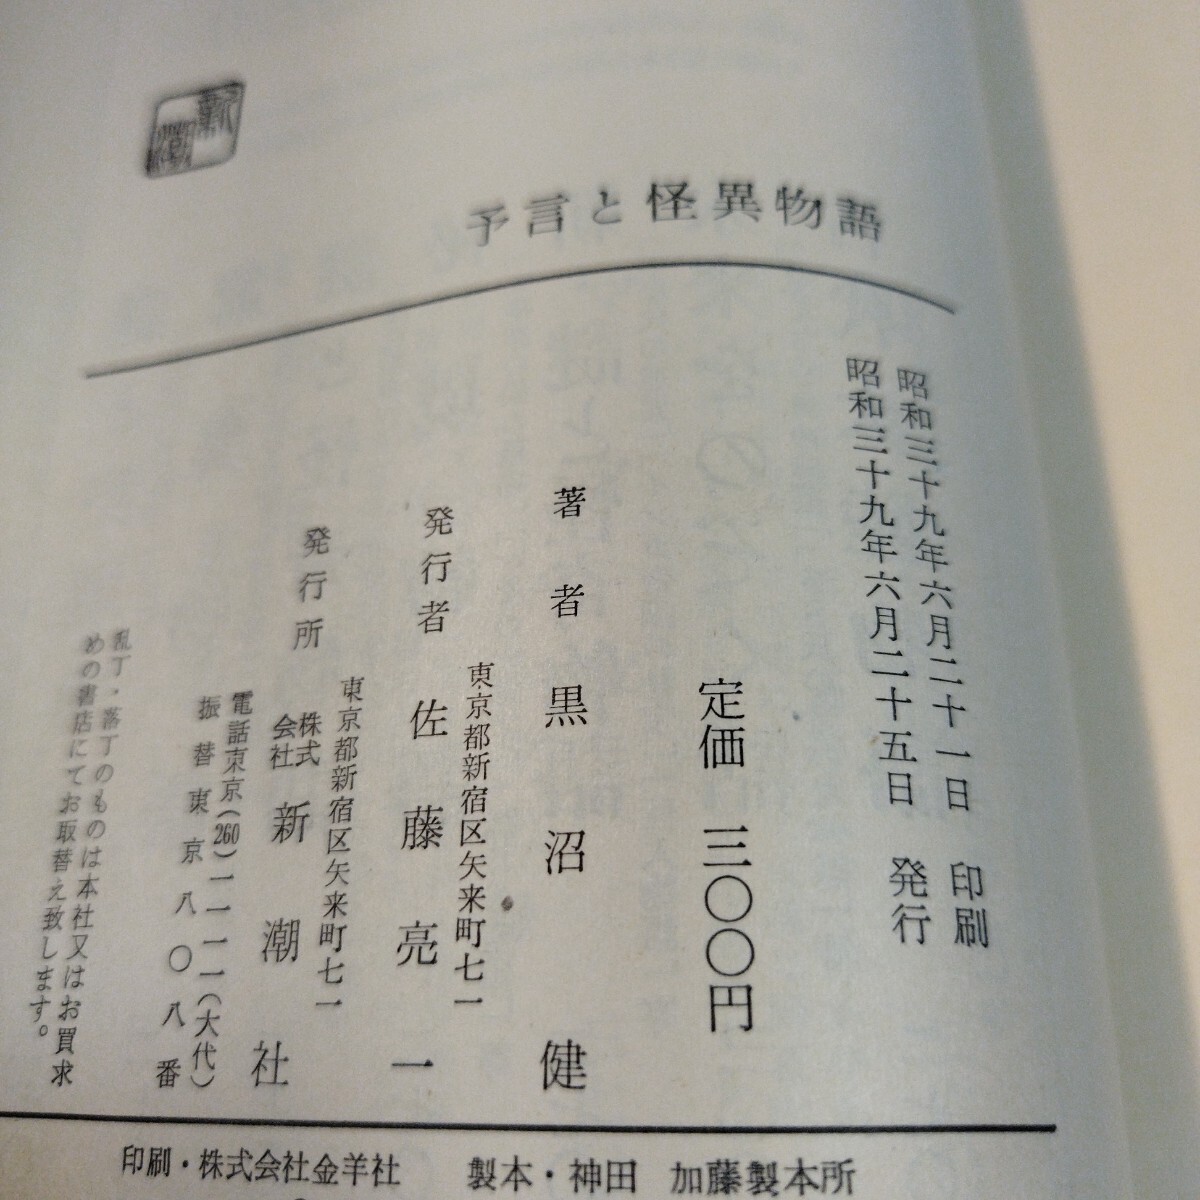 新潮
予言と怪異物語
昭和三十九年六月二十一日 印刷
昭和三十九年六月二十五日 発行
定価 三〇〇円
著者 黒沼健
東京都新宿区矢来町七一
発行者 佐藤亮一
東京都新宿区矢来町七一
発行所 株式会社 新潮社
電話東京(260)一一一一(大代)
振替東京八〇八番
乱丁・落丁のものは本社又はお買求
めの書店にてお取替え致します。
印刷・株式会社金羊社 製本・神田 加藤製本所